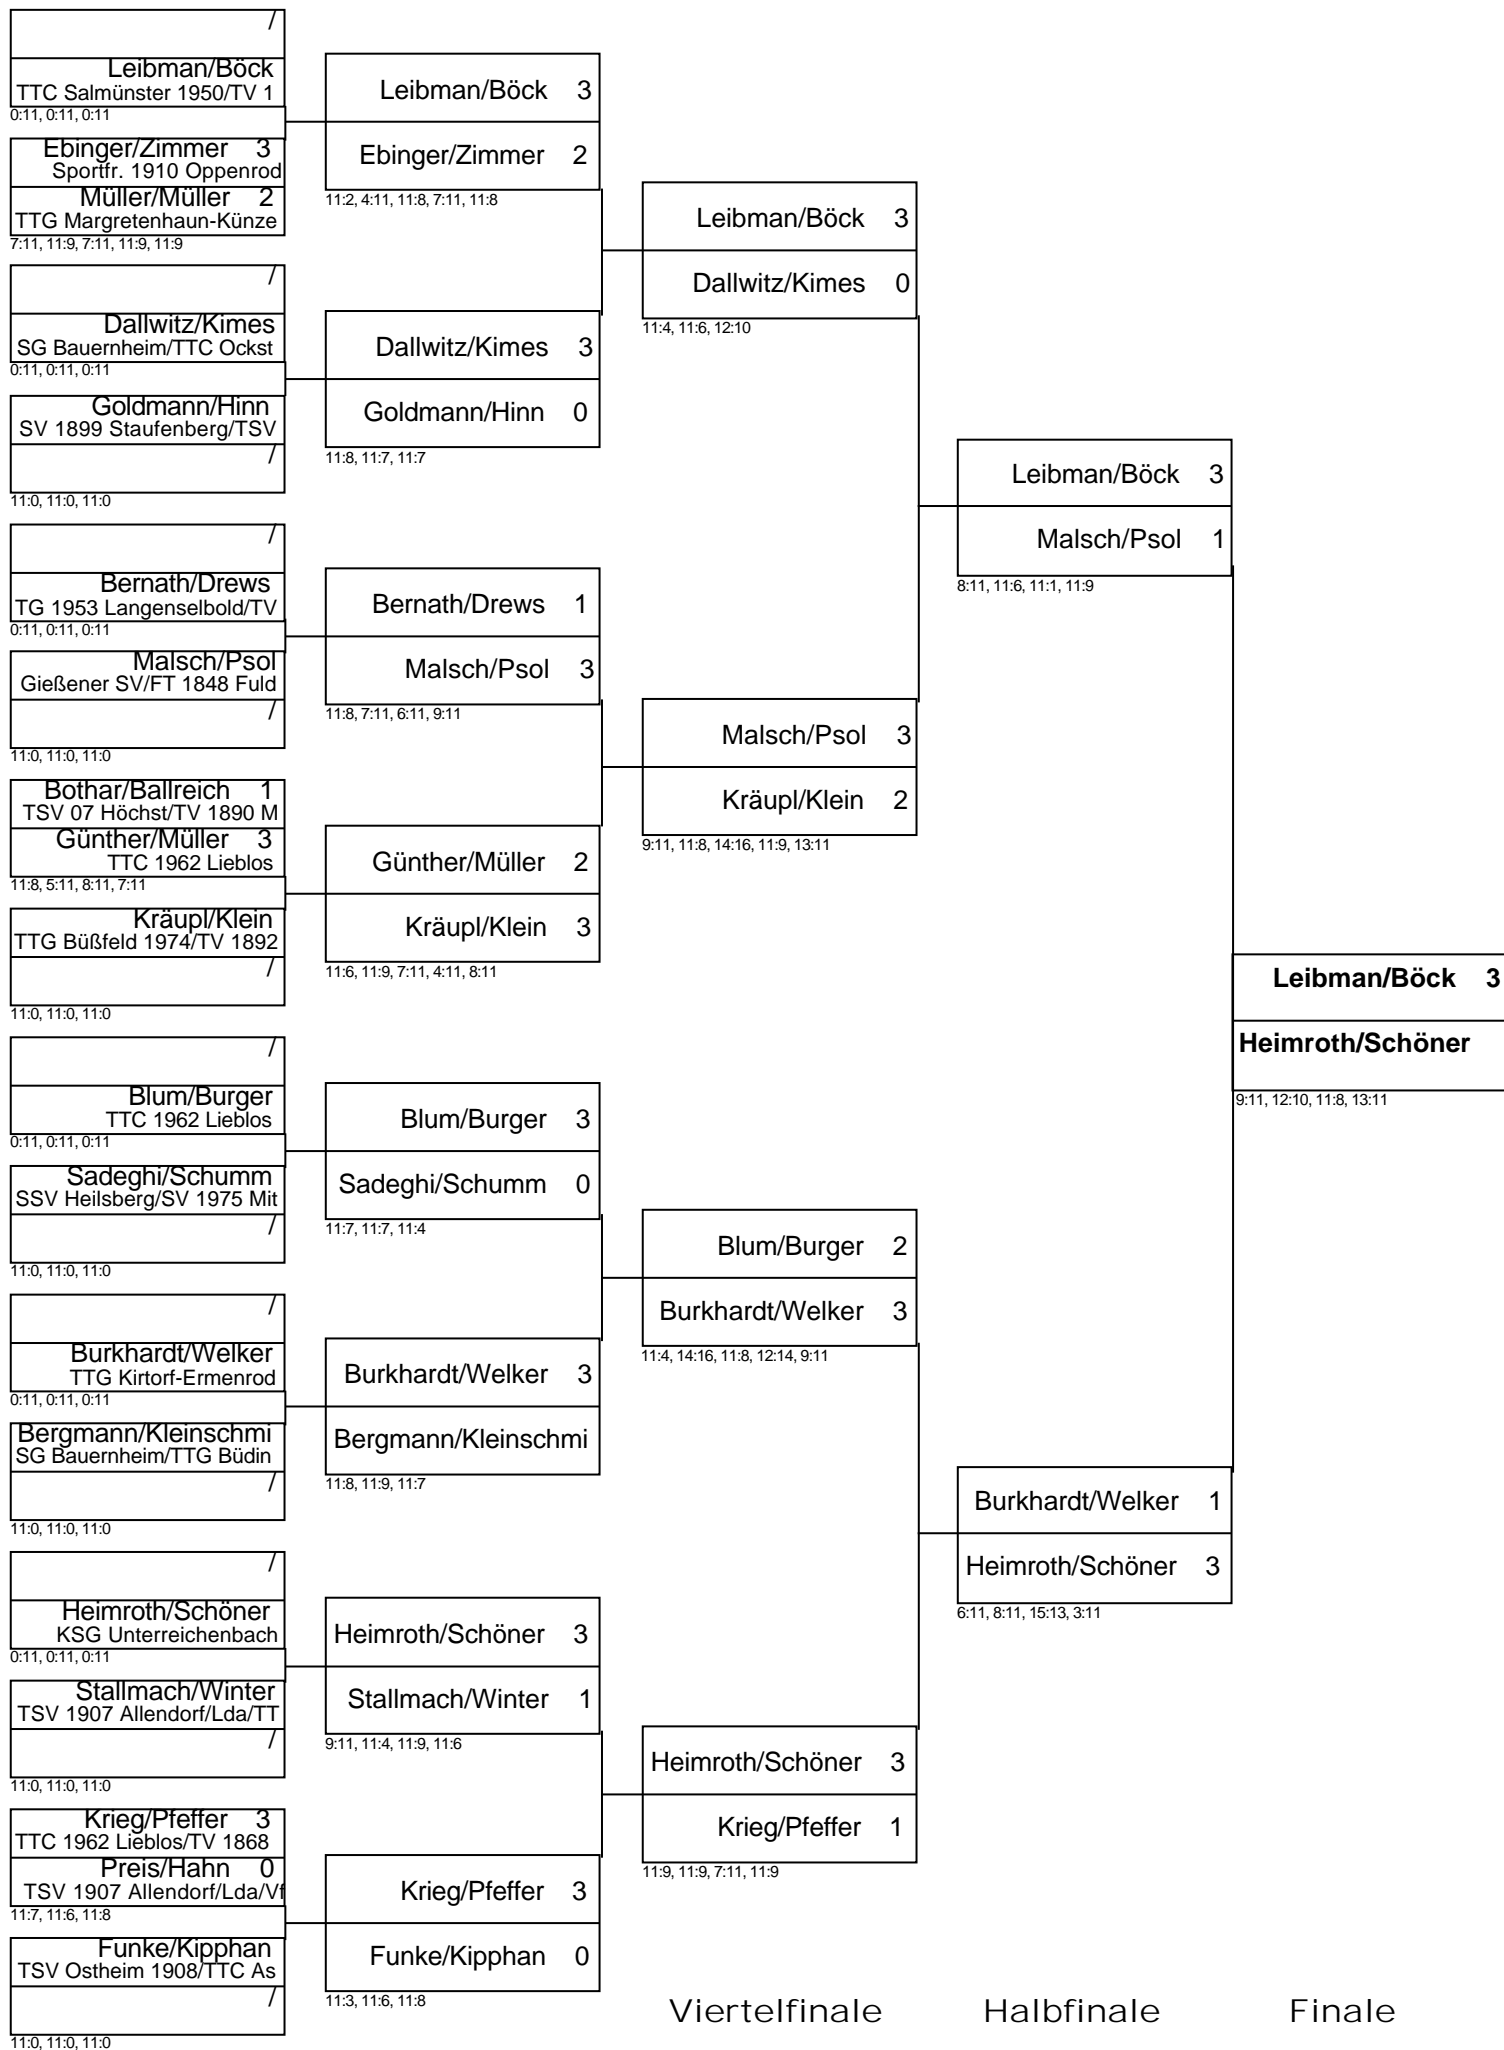 /
Leibman/Böck
TTC Salmünster 1950/TV 1
0:11, 0:11, 0:11
Ebinger/Zimmer 3
Sportfr. 1910 Oppenrod
Müller/Müller 2
TTG Margretenhaun-Künze
7:11, 11:9, 7:11, 11:9, 11:9
/
Dallwitz/Kimes
SG Bauernheim/TTC Ockst
0:11, 0:11, 0:11
Goldmann/Hinn
SV 1899 Staufenberg/TSV
/
11:0, 11:0, 11:0
/
Bernath/Drews
TG 1953 Langenselbold/TV
0:11, 0:11, 0:11
Malsch/Psol
Gießener SV/FT 1848 Fuld
/
11:0, 11:0, 11:0
Bothar/Ballreich 1
TSV 07 Höchst/TV 1890 M
Günther/Müller 3
TTC 1962 Lieblos
11:8, 5:11, 8:11, 7:11
Kräupl/Klein
TTG Büßfeld 1974/TV 1892
/
11:0, 11:0, 11:0
/
Blum/Burger
TTC 1962 Lieblos
0:11, 0:11, 0:11
Sadeghi/Schumm
SSV Heilsberg/SV 1975 Mit
/
11:0, 11:0, 11:0
/
Burkhardt/Welker
TTG Kirtorf-Ermenrod
0:11, 0:11, 0:11
Bergmann/Kleinschmi
SG Bauernheim/TTG Büdin
/
11:0, 11:0, 11:0
/
Heimroth/Schöner
KSG Unterreichenbach
0:11, 0:11, 0:11
Stallmach/Winter
TSV 1907 Allendorf/Lda/TT
/
11:0, 11:0, 11:0
Krieg/Pfeffer 3
TTC 1962 Lieblos/TV 1868
Preis/Hahn 0
TSV 1907 Allendorf/Lda/Vf
11:7, 11:6, 11:8
Funke/Kipphan
TSV Ostheim 1908/TTC As
/
11:0, 11:0, 11:0
Leibman/Böck 3
Ebinger/Zimmer 2
11:2, 4:11, 11:8, 7:11, 11:8
Dallwitz/Kimes 3
Goldmann/Hinn 0
11:8, 11:7, 11:7
Bernath/Drews 1
Malsch/Psol 3
11:8, 7:11, 6:11, 9:11
Günther/Müller 2
Kräupl/Klein 3
11:6, 11:9, 7:11, 4:11, 8:11
Blum/Burger 3
Sadeghi/Schumm 0
11:7, 11:7, 11:4
Burkhardt/Welker 3
Bergmann/Kleinschmi
11:8, 11:9, 11:7
Heimroth/Schöner 3
Stallmach/Winter 1
9:11, 11:4, 11:9, 11:6
Krieg/Pfeffer 3
Funke/Kipphan 0
11:3, 11:6, 11:8
Leibman/Böck 3
Dallwitz/Kimes 0
11:4, 11:6, 12:10
Malsch/Psol 3
Kräupl/Klein 2
9:11, 11:8, 14:16, 11:9, 13:11
Blum/Burger 2
Burkhardt/Welker 3
11:4, 14:16, 11:8, 12:14, 9:11
Heimroth/Schöner 3
Krieg/Pfeffer 1
11:9, 11:9, 7:11, 11:9
Viertelfinale
Leibman/Böck 3
Malsch/Psol 1
8:11, 11:6, 11:1, 11:9
Burkhardt/Welker 1
Heimroth/Schöner 3
6:11, 8:11, 15:13, 3:11
Halbfinale
Leibman/Böck 3
Heimroth/Schöner
9:11, 12:10, 11:8, 13:11
Finale